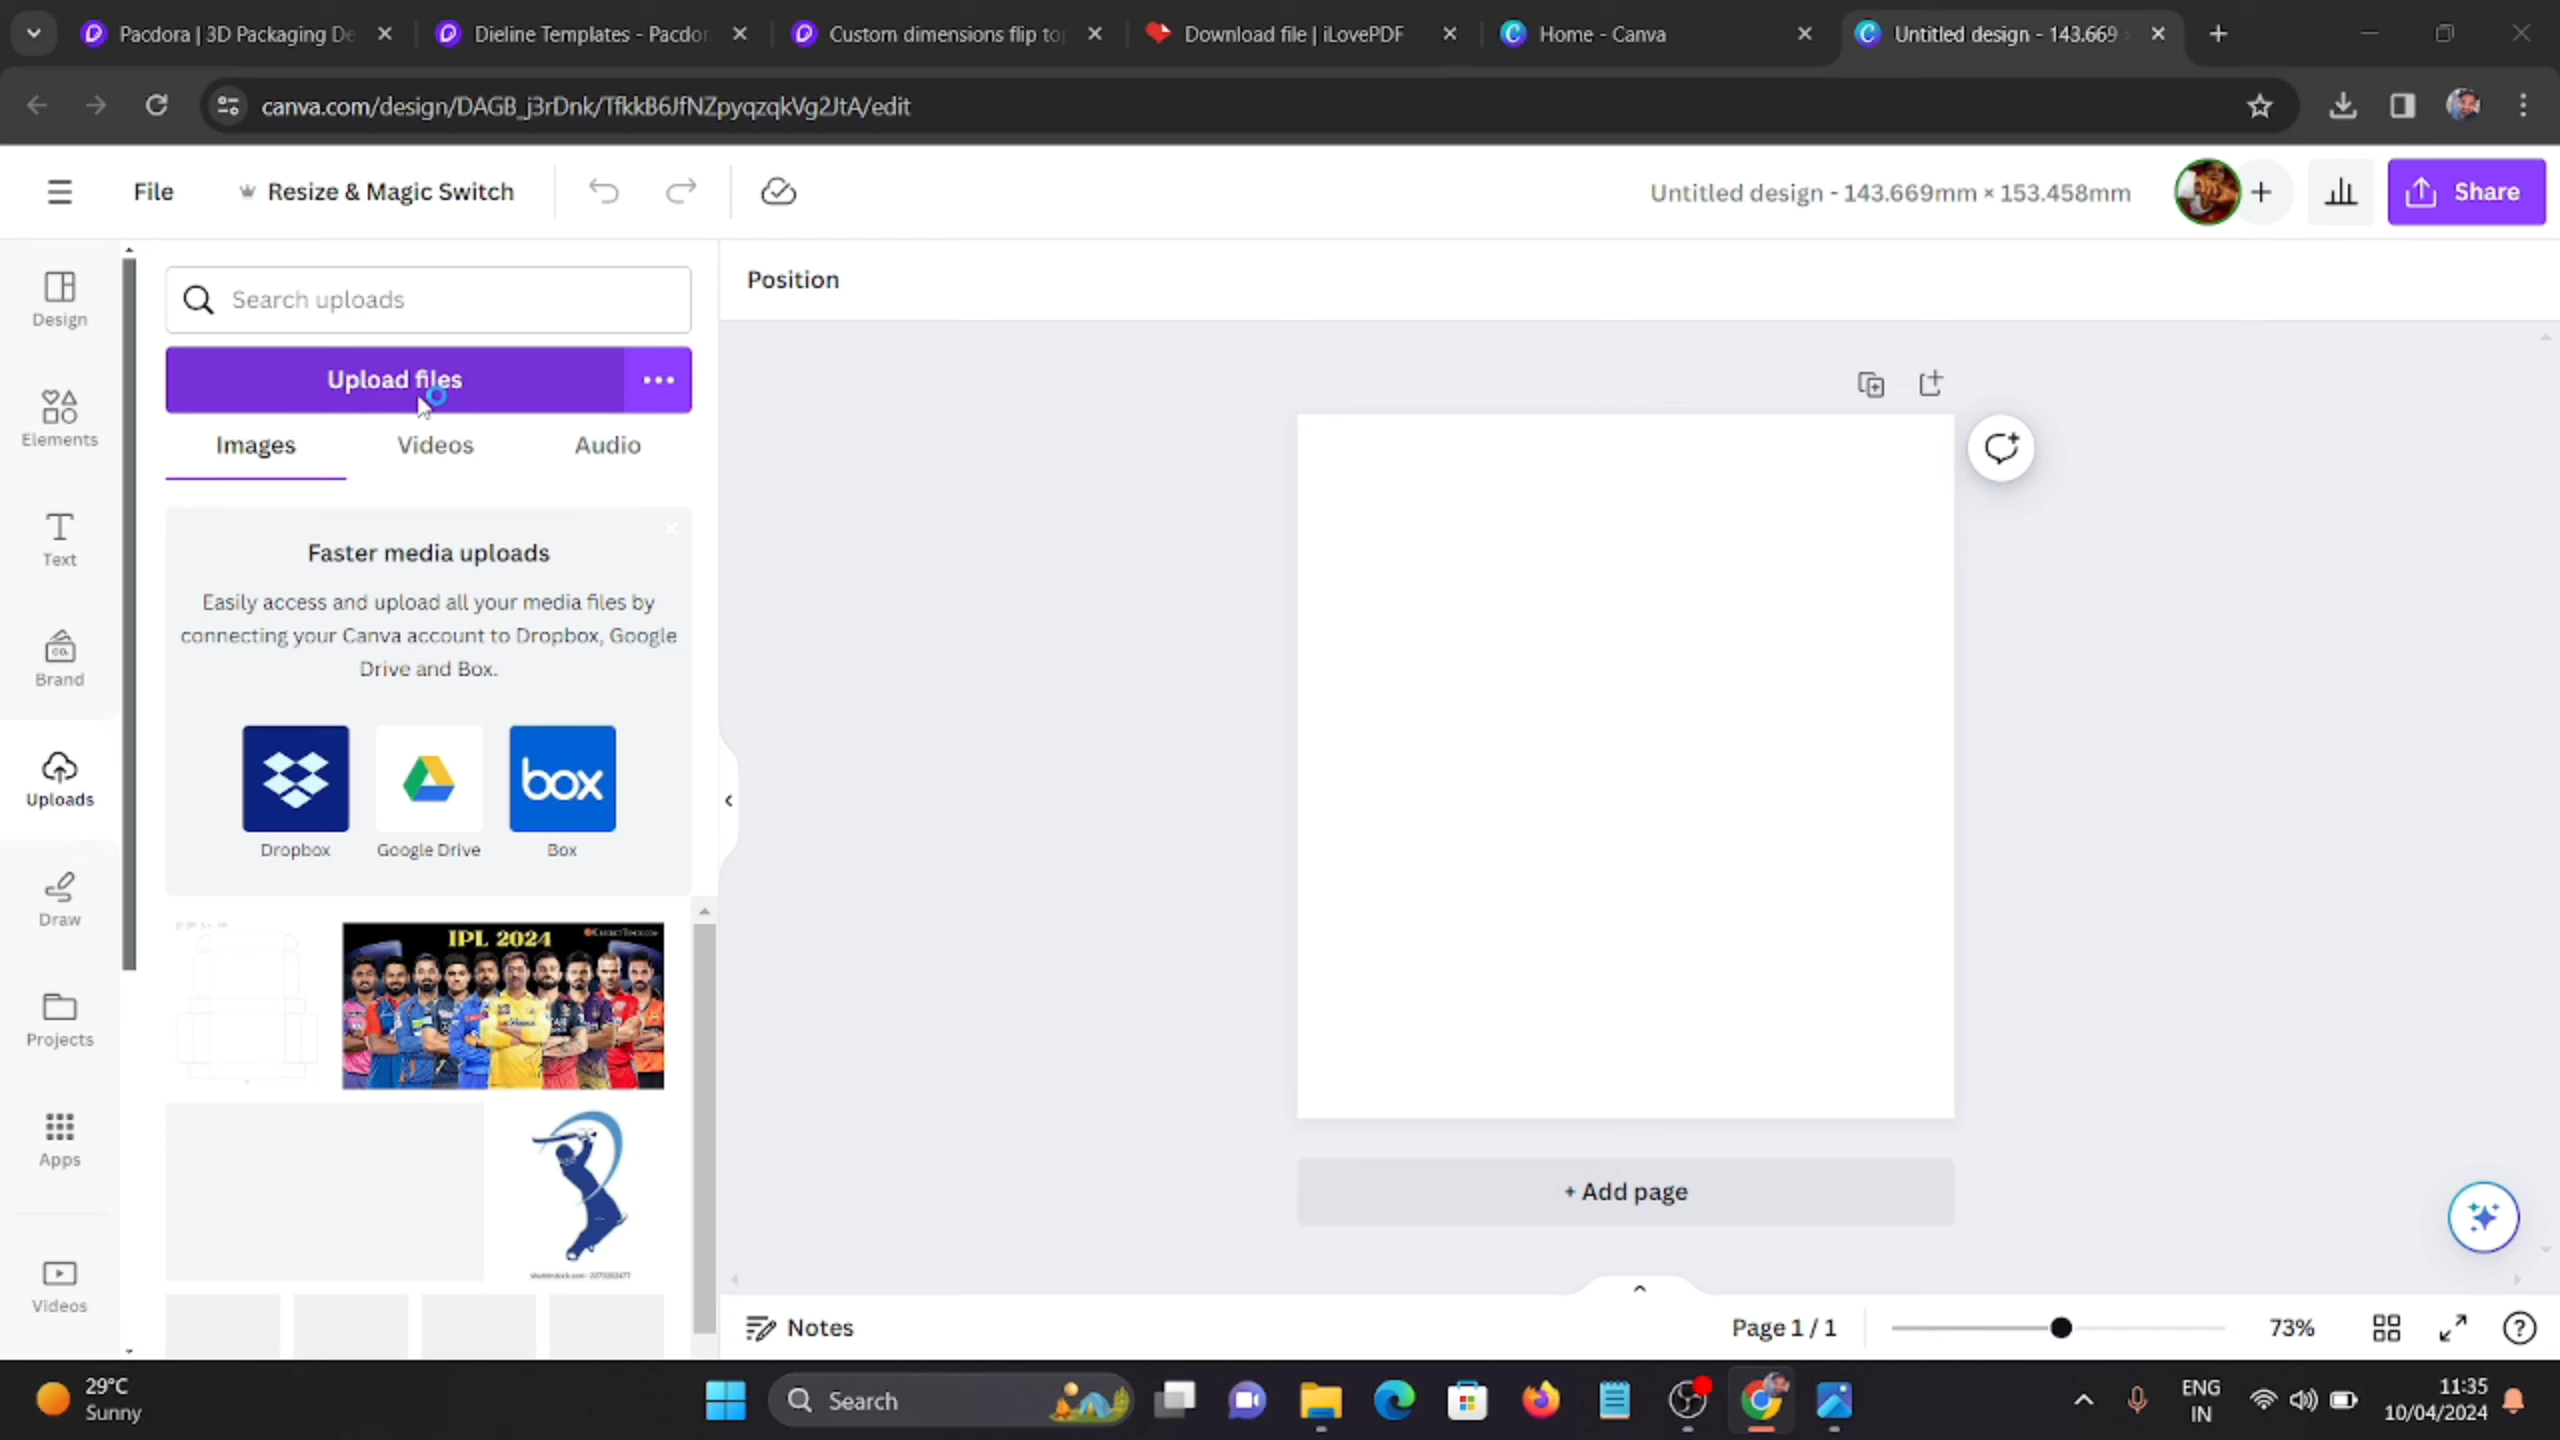 Pacdora | 3D Packaging De
Dieline Templates - Pacdor
Custom dimensions flip to
Download file | iLovePDF
Home - Canva
Untitled design - 143.669
canva.com/design/DAGB_j3rDnk/TfkkB6JfNZpyqzqkVg2JtA/edit
File
Resize & Magic Switch
Untitled design - 143.669mm × 153.458mm
Share
Design
Elements
Text
Brand
Uploads
Draw
Projects
Apps
Videos
Search uploads
Upload files
Images
Videos
Audio
Faster media uploads
Easily access and upload all your media files by
connecting your Canva account to Dropbox, Google
Drive and Box.
box
Dropbox
Google Drive
Box
IPL 2024
Position
+ Add page
Notes
Page 1 / 1
73%
29°C
Sunny
Search
ENG
IN
11:35
10/04/2024